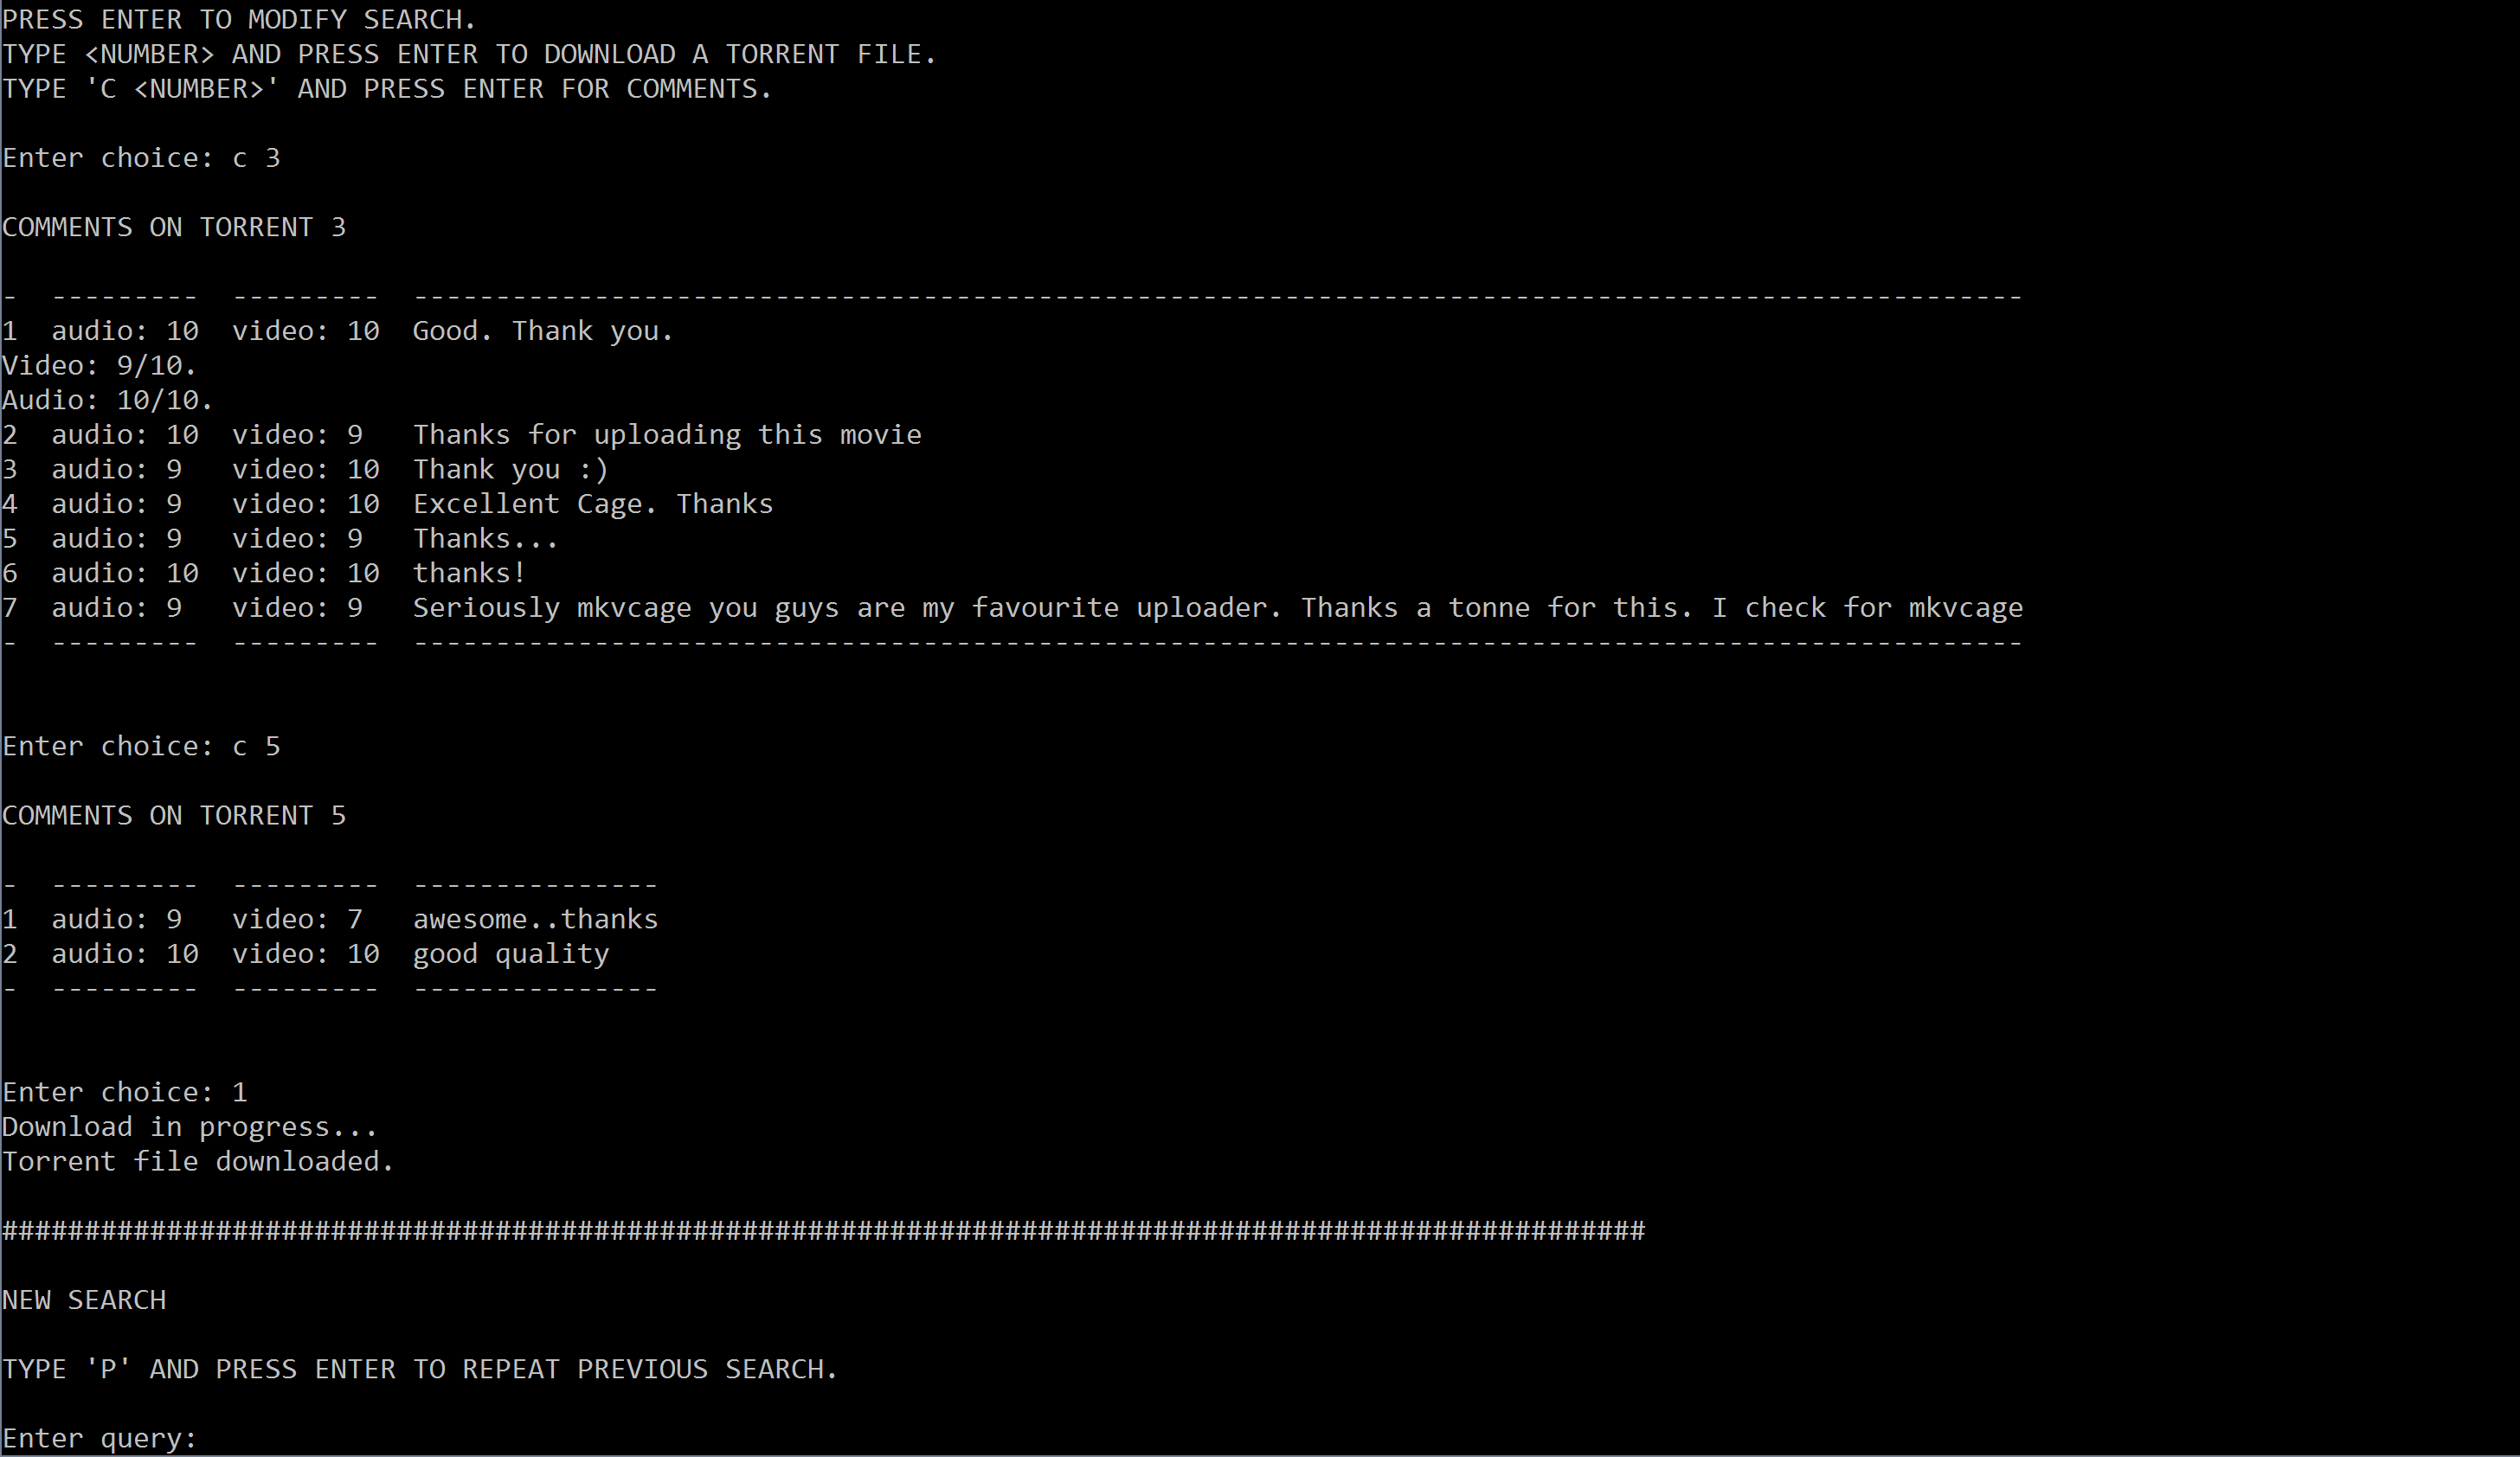 PRESS ENTER TO MODIFY SEARCH.
TYPE <NUMBER> AND PRESS ENTER TO DOWNLOAD A TORRENT FILE.
TYPE 'C <NUMBER>' AND PRESS ENTER FOR COMMENTS.
Enter choice: c 3
COMMENTS ON TORRENT 3
-  ---------  ---------  --------------------------------------------------------------------------------------------------
1  audio: 10  video: 10  Good. Thank you.
Video: 9/10.
Audio: 10/10.
2  audio: 10  video: 9   Thanks for uploading this movie
3  audio: 9   video: 10  Thank you :)
4  audio: 9   video: 10  Excellent Cage. Thanks
5  audio: 9   video: 9   Thanks...
6  audio: 10  video: 10  thanks!
7  audio: 9   video: 9   Seriously mkvcage you guys are my favourite uploader. Thanks a tonne for this. I check for mkvcage
-  ---------  ---------  --------------------------------------------------------------------------------------------------
Enter choice: c 5
COMMENTS ON TORRENT 5
-  ---------  ---------  ---------------
1  audio: 9   video: 7   awesome..thanks
2  audio: 10  video: 10  good quality
-  ---------  ---------  ---------------
Enter choice: 1
Download in progress...
Torrent file downloaded.
####################################################################################################
NEW SEARCH
TYPE 'P' AND PRESS ENTER TO REPEAT PREVIOUS SEARCH.
Enter query: